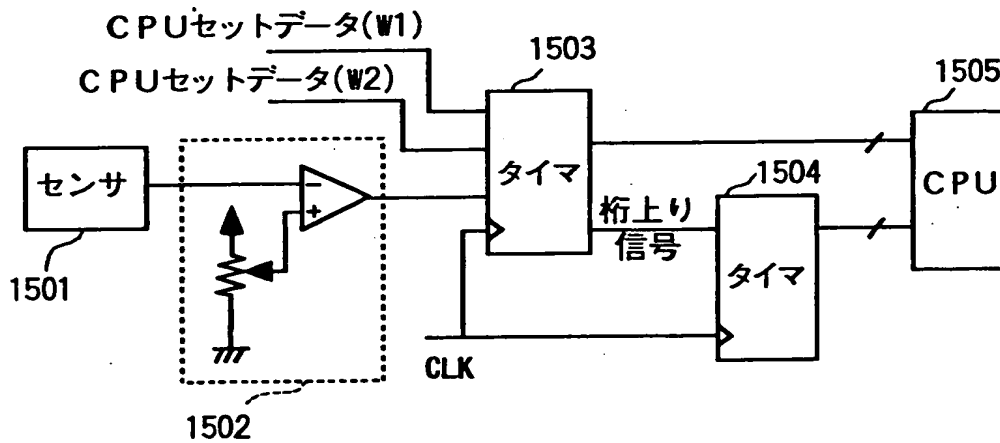 CPUセットデータ(W1)
CPUセットデータ(W2)
1503
1505
センサ
タイマ
1504
CPU
桁上り
信号
タイマ
1501
CLK
1502